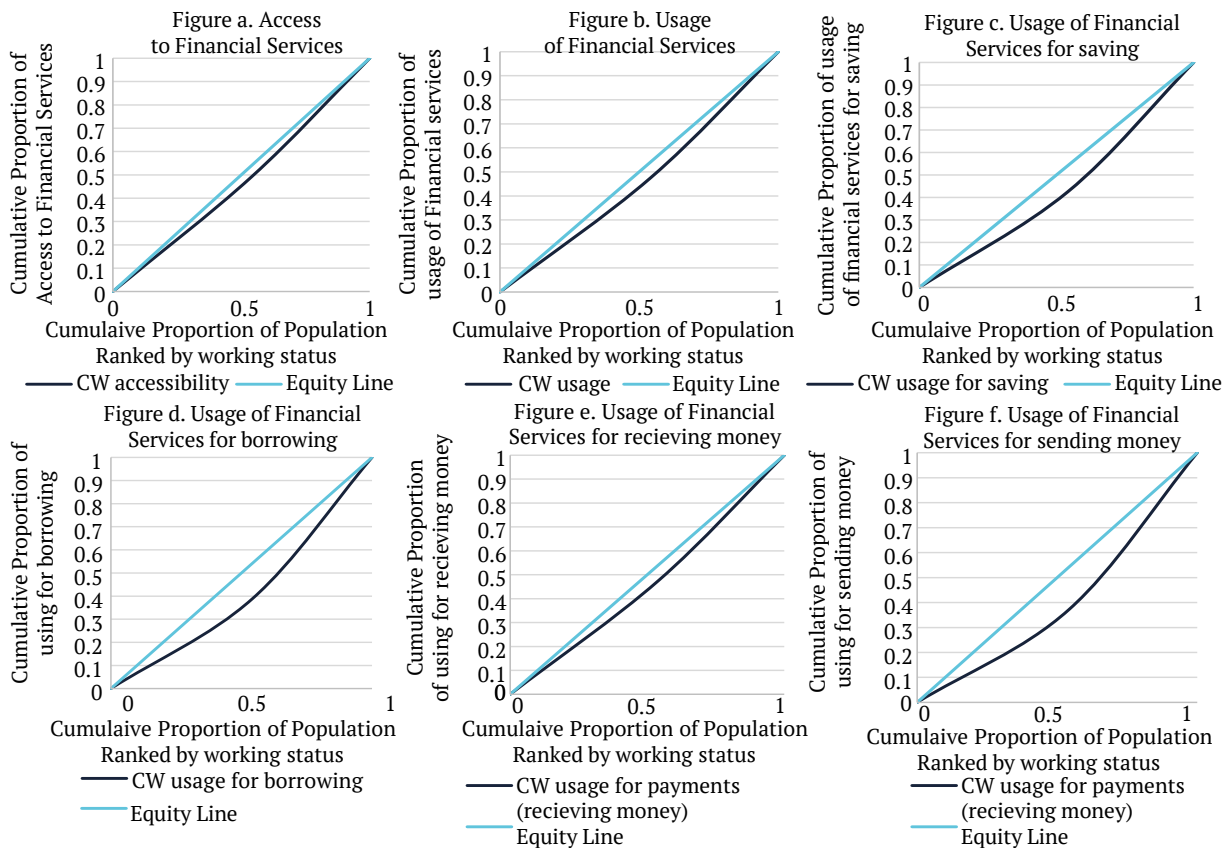 Figure a. Access
to Financial Services
Cumulative Proportion of
Access to Financial Services
1
0.9
0.8
0.7
0.6
0.5
0.4
0.3
0.2
0.1
0
0
0.5
1
Cumulaive Proportion of Population
Ranked by working status
CW accessibility
Equity Line
Figure b. Usage
of Financial Services
Cumulative Proportion of
usage of Financial services
1
0.9
0.8
0.7
0.6
0.5
0.4
0.3
0.2
0.1
0
0
0.5
1
Cumulaive Proportion of Population
Ranked by working status
CW usage
Equity Line
Figure c. Usage of Financial
Services for saving
Cumulative Proportion of usage
of financial services for saving
1
0.9
0.8
0.7
0.6
0.5
0.4
0.3
0.2
0.1
0
0
0.5
1
Cumulaive Proportion of Population
Ranked by working status
CW usage for saving
Equity Line
Figure d. Usage of Financial
Services for borrowing
Cumulative Proportion of
using for borrowing
1
0.9
0.8
0.7
0.6
0.5
0.4
0.3
0.2
0.1
0
0
0.5
1
Cumulaive Proportion of Population
Ranked by working status
CW usage for borrowing
Equity Line
Figure e. Usage of Financial
Services for recieving money
Cumulative Proportion
of using for recieving money
1
0.9
0.8
0.7
0.6
0.5
0.4
0.3
0.2
0.1
0
0
0.5
1
Cumulaive Proportion of Population
Ranked by working status
CW usage for payments
(recieving money)
Equity Line
Figure f. Usage of Financial
Services for sending money
Cumulative Proportion of
using for sending money
1
0.9
0.8
0.7
0.6
0.5
0.4
0.3
0.2
0.1
0
0
0.5
1
Cumulaive Proportion of Population
Ranked by working status
CW usage for payments
(recieving money)
Equity Line